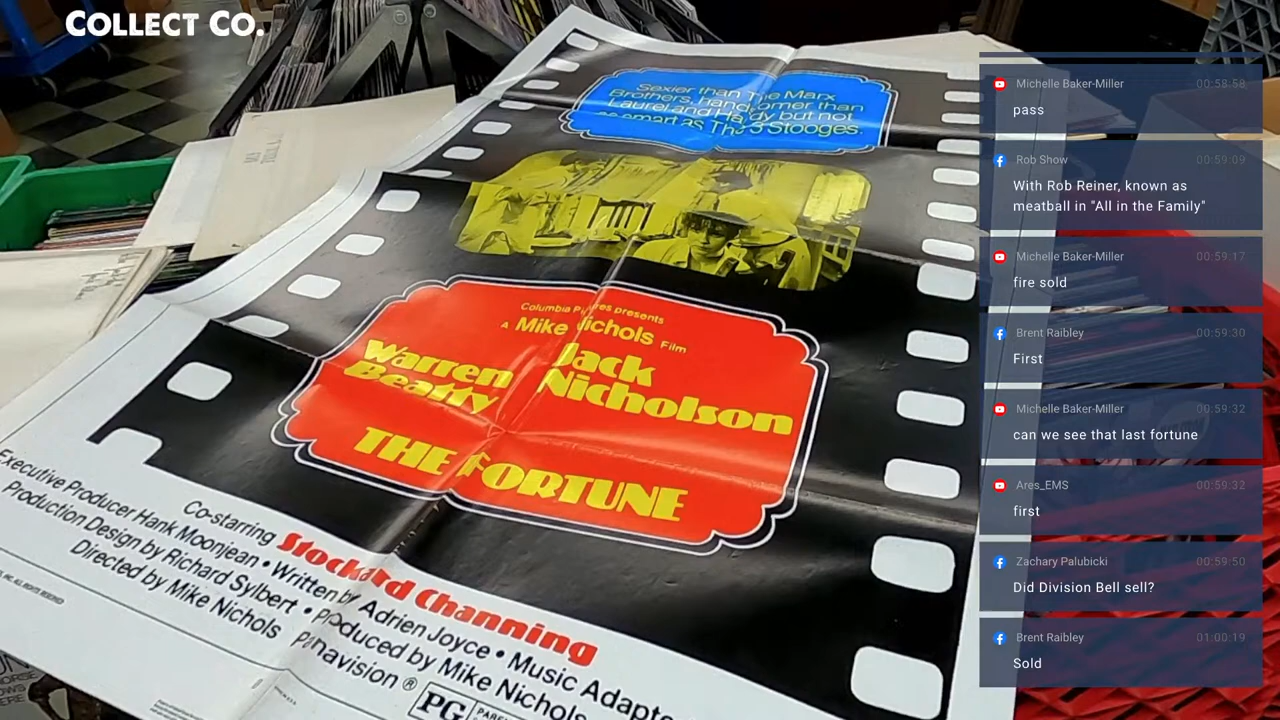 COLLECT CO.
Sexier than The Marx
Brothers, Handsomer than
Laurel and Hardy but not
as smart as The 3 Stooges.
Columbia Pictures presents
A Mike Nichols Film
Warren Beatty
Jack Nicholson
THE FORTUNE
Co-starring Stockard Channing
Executive Producer Hank Moonjean • Written by Adrien Joyce • Music Adapte
Production Design by Richard Sylbert • Produced by Mike Nichols
Directed by Mike Nichols Panavision ®
PG
Michelle Baker-Miller 00:58:58
pass
Rob Show 00:59:09
With Rob Reiner, known as
meatball in "All in the Family"
Michelle Baker-Miller 00:59:17
fire sold
Brent Raibley 00:59:30
First
Michelle Baker-Miller 00:59:32
can we see that last fortune
Ares_EMS 00:59:32
first
Zachary Palubicki 00:59:50
Did Division Bell sell?
Brent Raibley 01:00:19
Sold